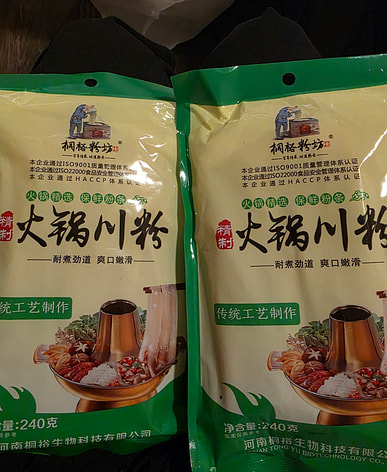 桐裕粉坊
本企业通过ISO9001质量管理体系
本企业通过ISO22000食品安全管理体系认证
本企业通过HACCP体系认证
火锅精选 保鲜粉条
精制
火锅川粉
耐煮劲道 爽口嫩滑
传统工艺制作
含量:240克
河南桐裕生物科技有限公司
桐裕粉坊
本企业通过ISO9001质量管理体系认证
本企业通过ISO22000食品安全管理体系认证
本企业通过HACCP体系认证
火锅精选 保鲜粉条
精制
火锅川粉
耐煮劲道 爽口嫩滑
传统工艺制作
净含量:240克
河南桐裕生物科技有限公司